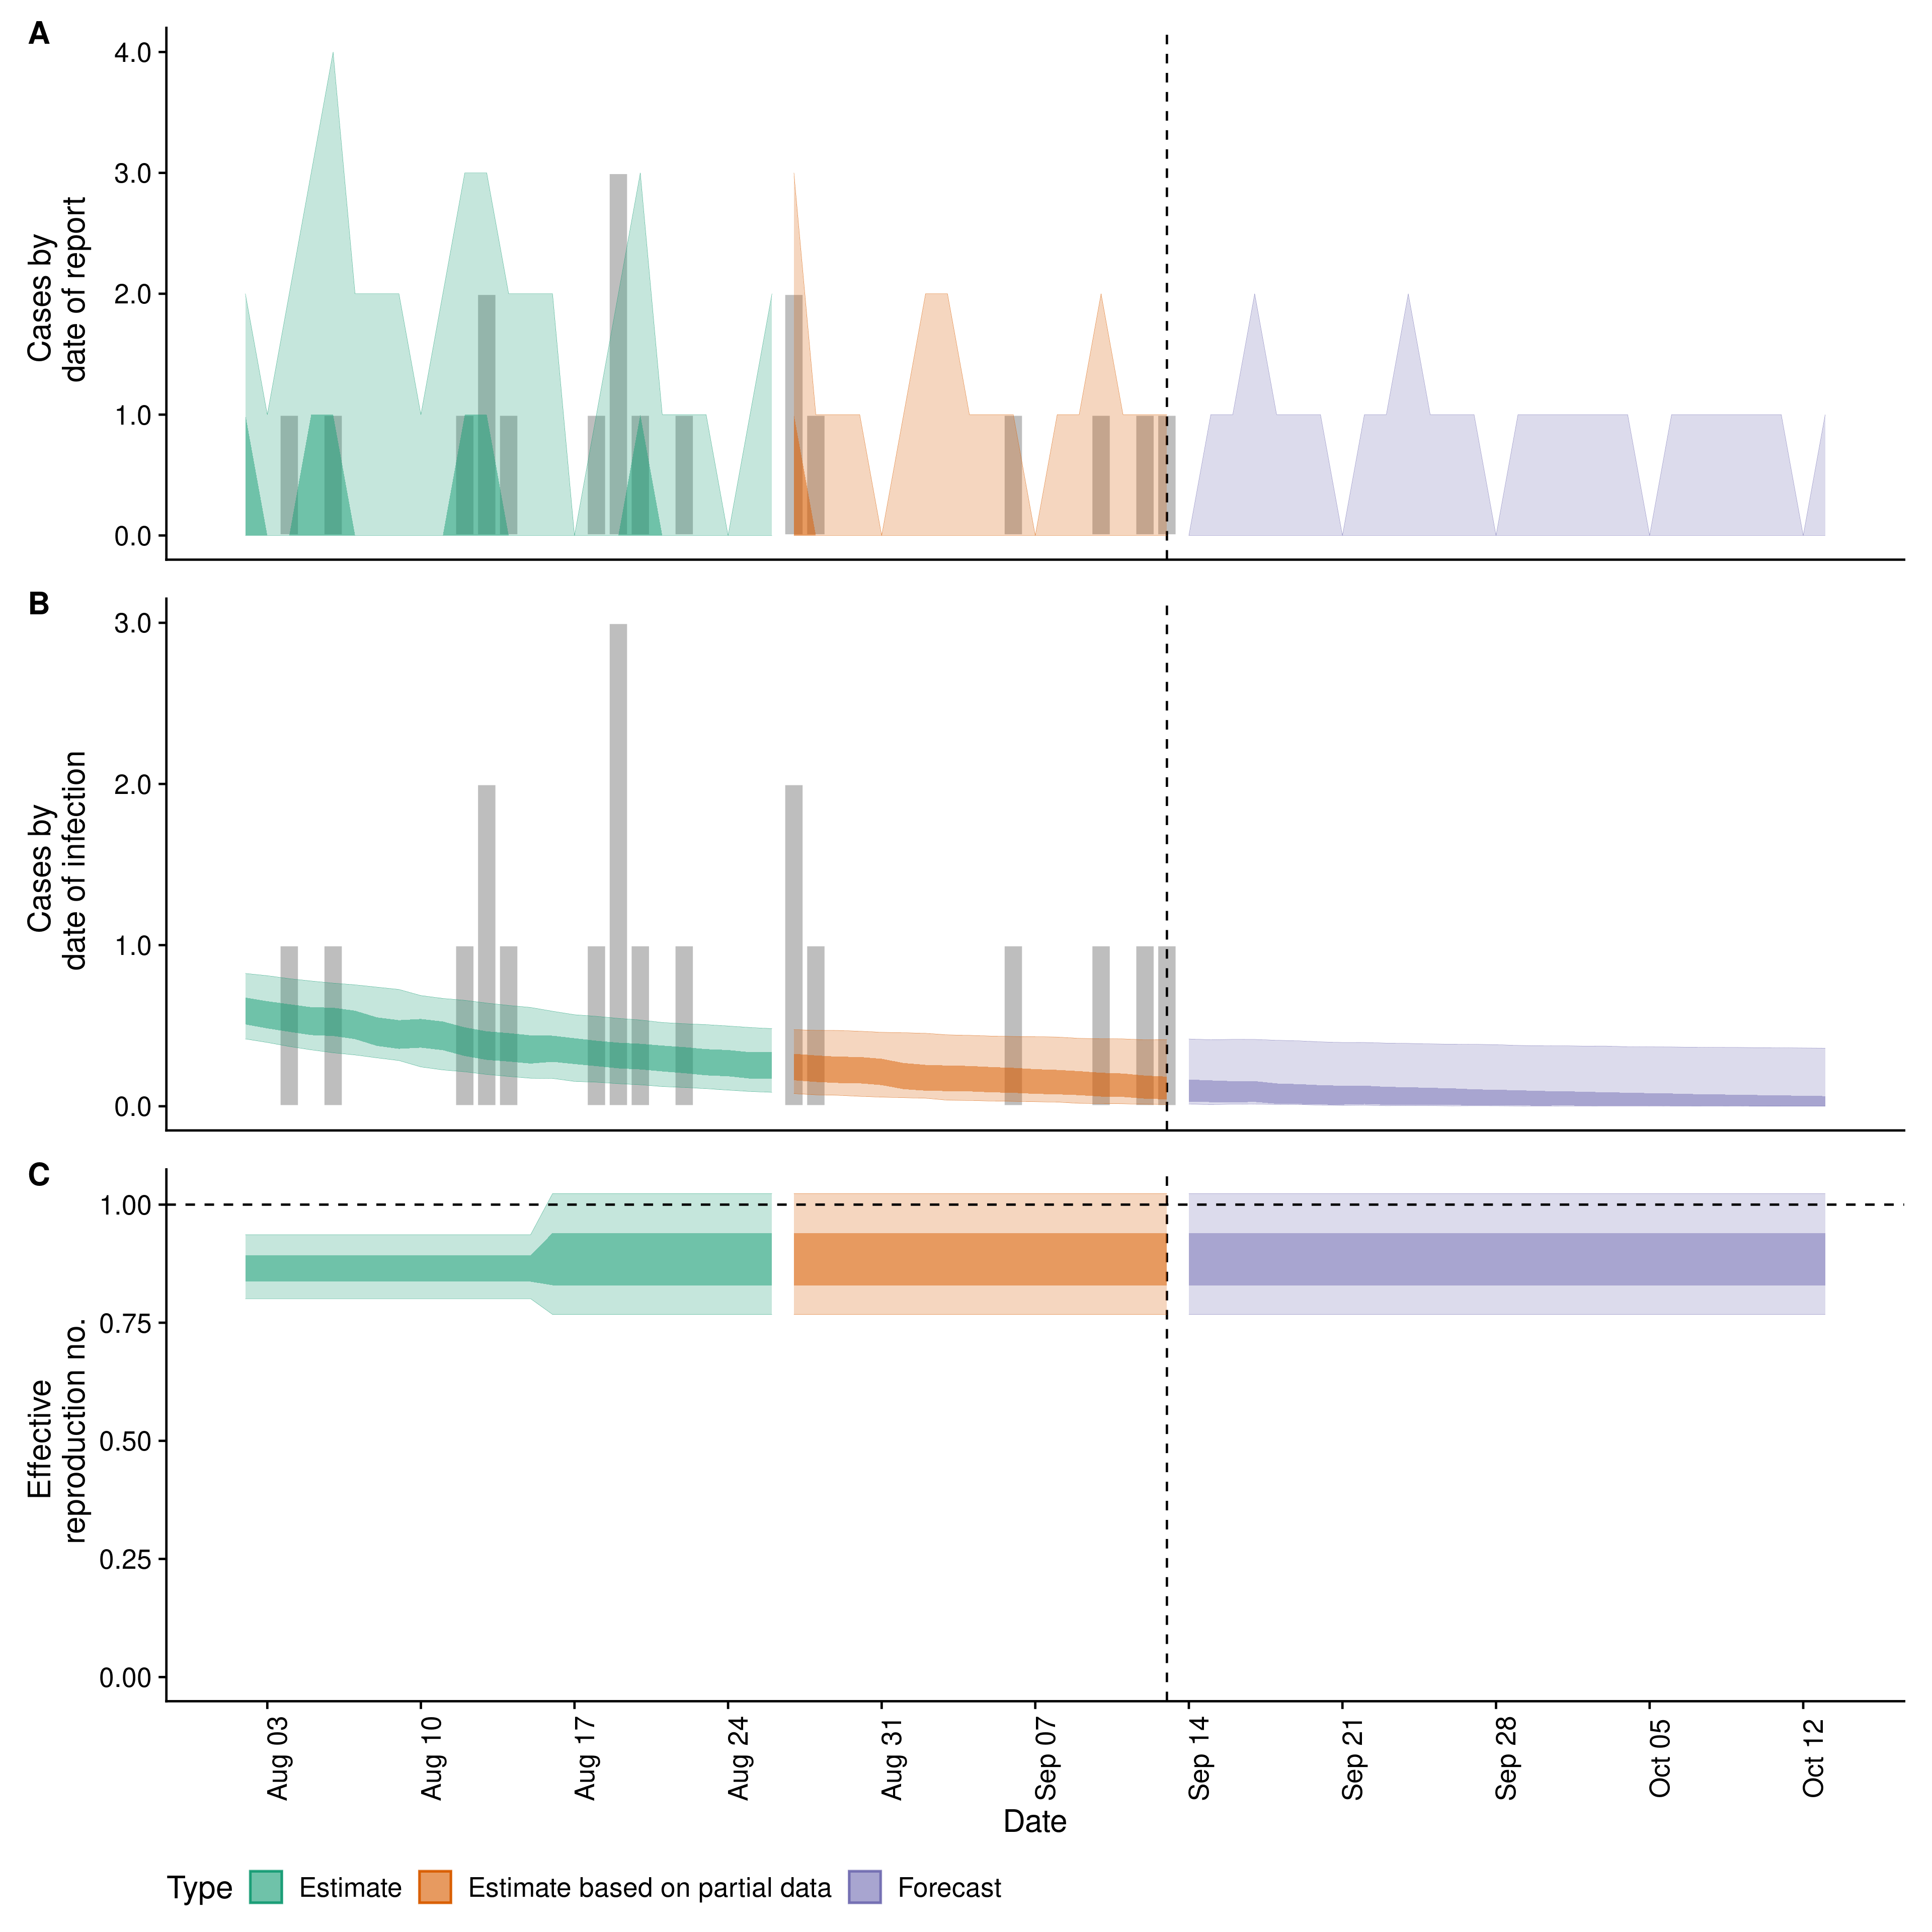 A
4.0
3.0
2.0
1.0
0.0
Cases by
date of report
B
3.0
2.0
1.0
0.0
Cases by
date of infection
C
1.00
0.75
0.50
0.25
0.00
Effective
reproduction no.
Aug 03
Aug 10
Aug 17
Aug 24
Aug 31
Sep 07
Sep 14
Sep 21
Sep 28
Oct 05
Oct 12
Date
Type Estimate Estimate based on partial data Forecast